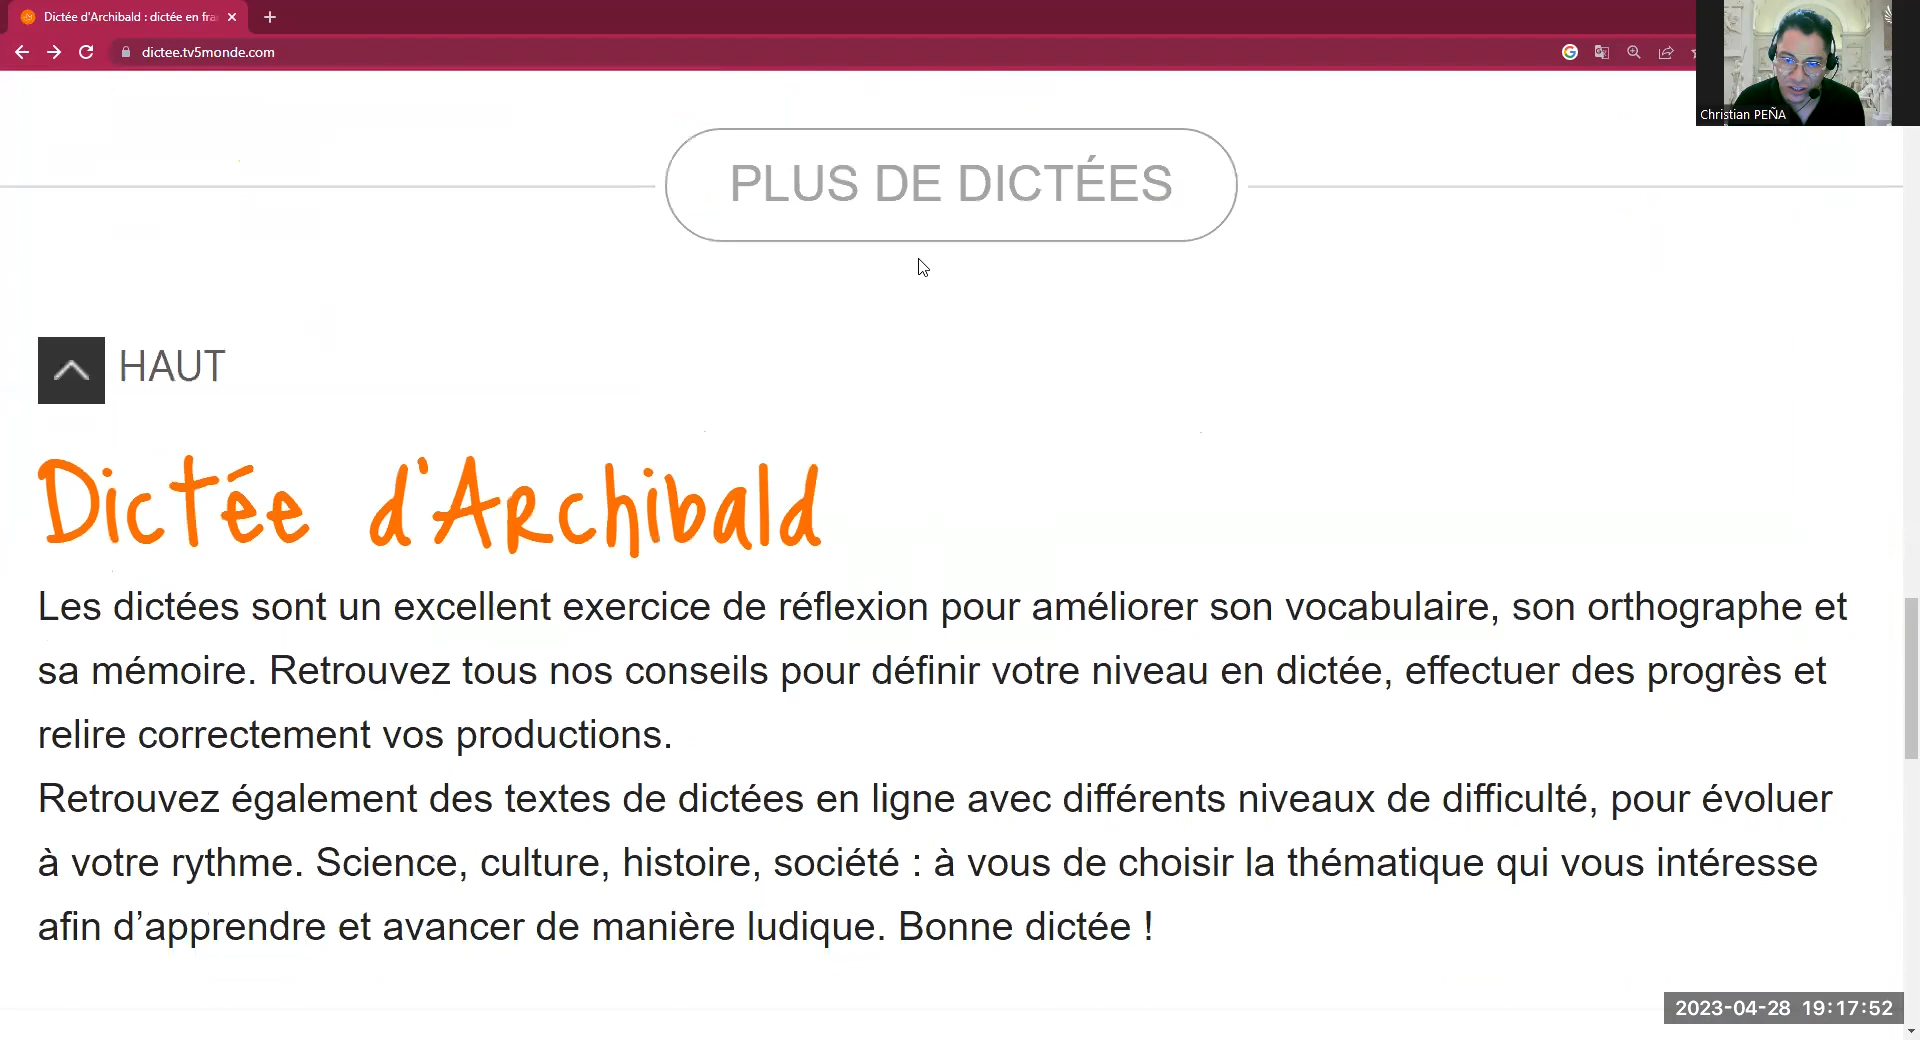 Dictée d'Archibald : dictée en fra
dictee.tv5monde.com
Christian PEÑA
PLUS DE DICTÉES
HAUT
Dictée d'Archibald
Les dictées sont un excellent exercice de réflexion pour améliorer son vocabulaire, son orthographe et
sa mémoire. Retrouvez tous nos conseils pour définir votre niveau en dictée, effectuer des progrès et
relire correctement vos productions.
Retrouvez également des textes de dictées en ligne avec différents niveaux de difficulté, pour évoluer
à votre rythme. Science, culture, histoire, société : à vous de choisir la thématique qui vous intéresse
afin d’apprendre et avancer de manière ludique. Bonne dictée !
2023-04-28 19:17:52